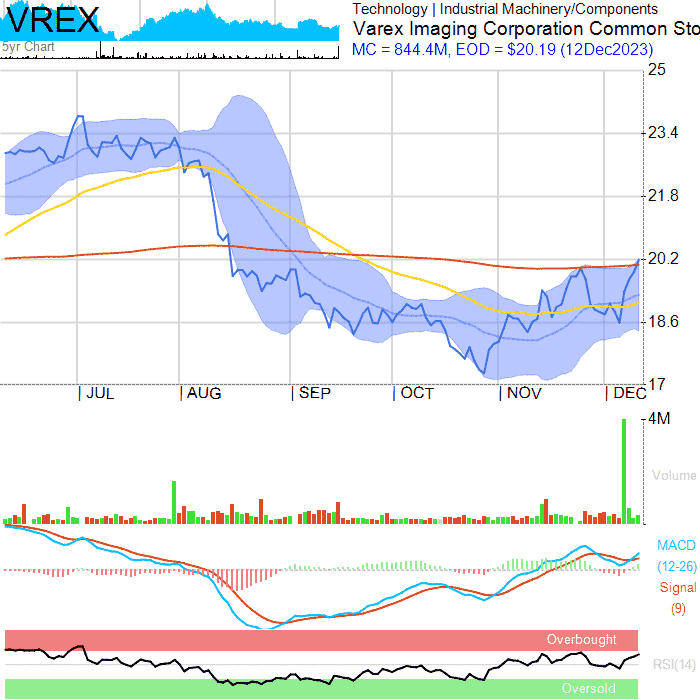 VREX
5yr Chart
Technology | Industrial Machinery/Components
Varex Imaging Corporation Common Sto
MC = 844.4M, EOD = $20.19 (12Dec2023)
25
23.4
21.8
20.2
18.6
17
| JUL | AUG | SEP | OCT | NOV | DEC
4M
Volume
MACD
(12-26)
Signal
(9)
Overbought
RSI(14)
Oversold